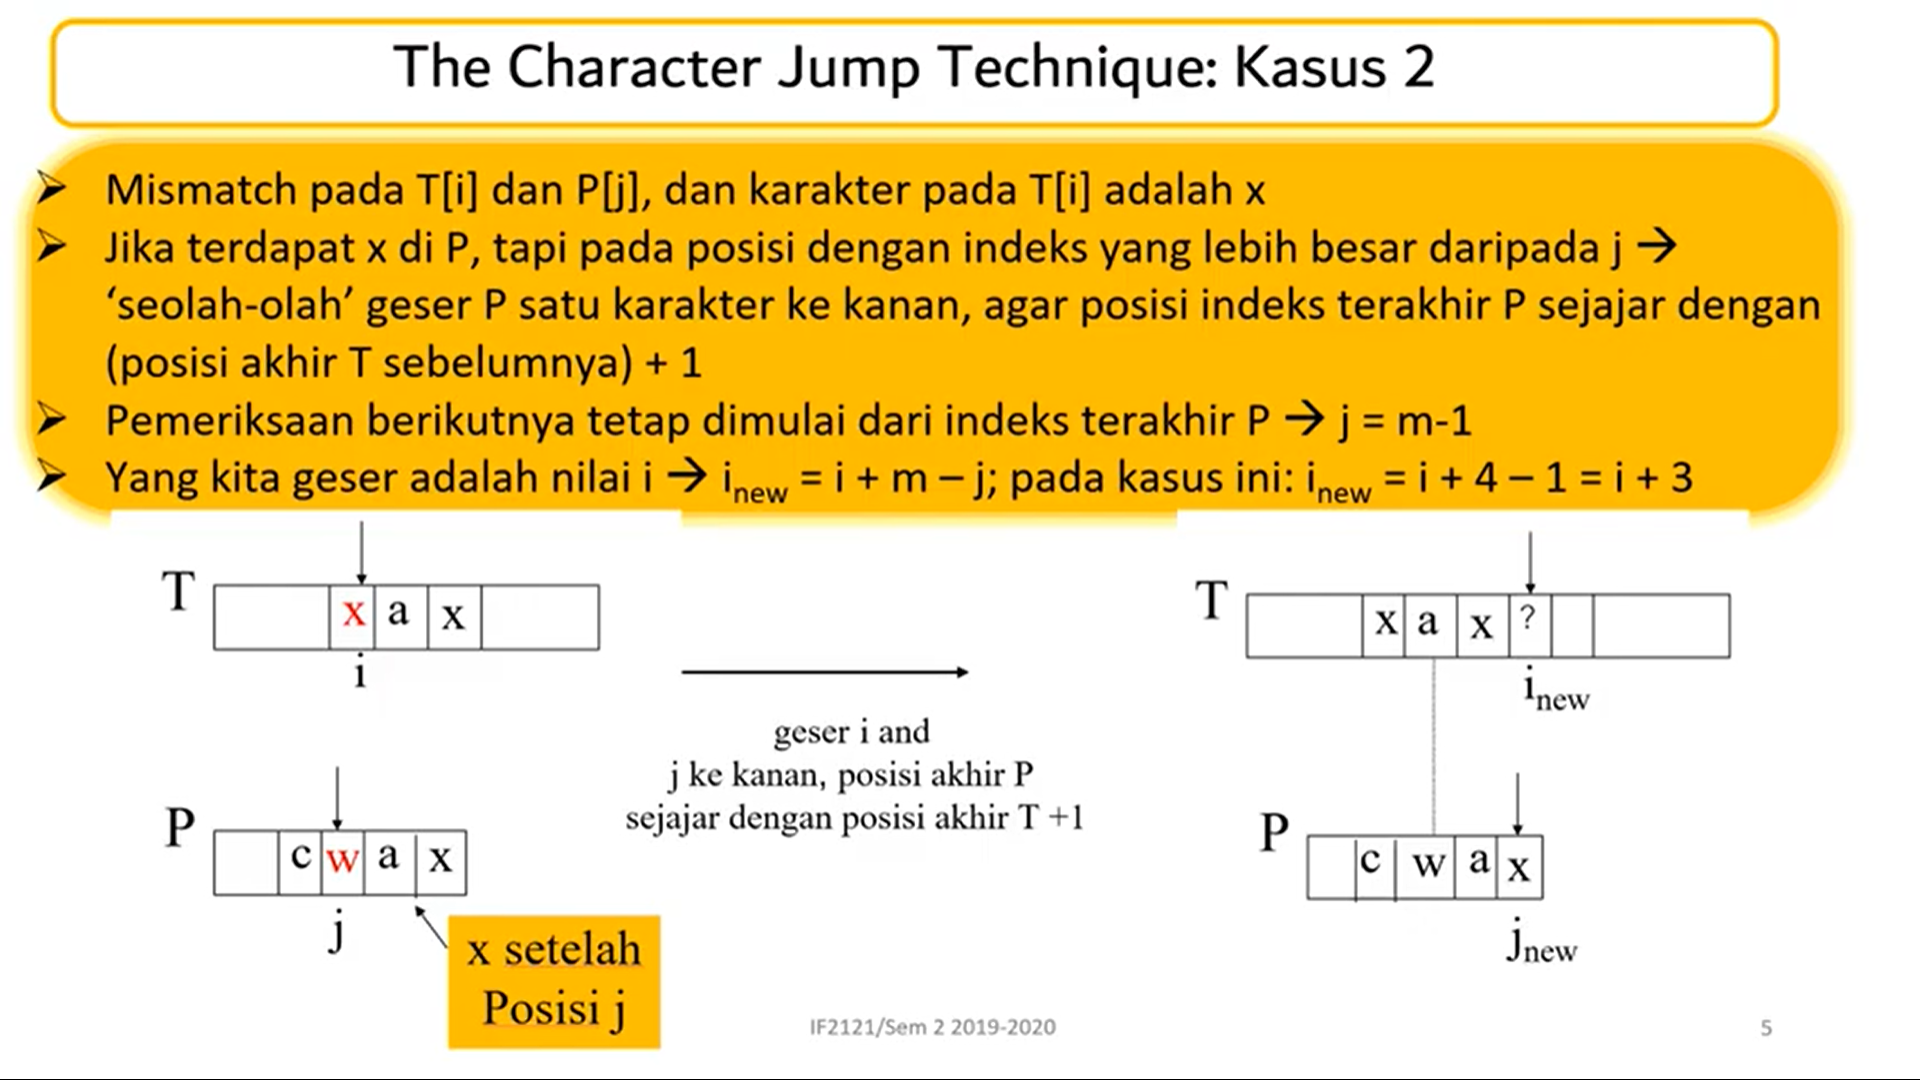 The Character Jump Technique: Kasus 2
➢ Mismatch pada T[i] dan P[j], dan karakter pada T[i] adalah x
➢ Jika terdapat x di P, tapi pada posisi dengan indeks yang lebih besar daripada j →
‘seolah-olah’ geser P satu karakter ke kanan, agar posisi indeks terakhir P sejajar dengan
(posisi akhir T sebelumnya) + 1
➢ Pemeriksaan berikutnya tetap dimulai dari indeks terakhir P → j = m-1
➢ Yang kita geser adalah nilai i → i_new = i + m – j; pada kasus ini: i_new = i + 4 – 1 = i + 3
T
x a x
i
P
c w a x
j
x setelah
Posisi j
geser i and
j ke kanan, posisi akhir P
sejajar dengan posisi akhir T +1
T
x a x ?
i_new
P
c w a x
j_new
IF2121/Sem 2 2019-2020
5